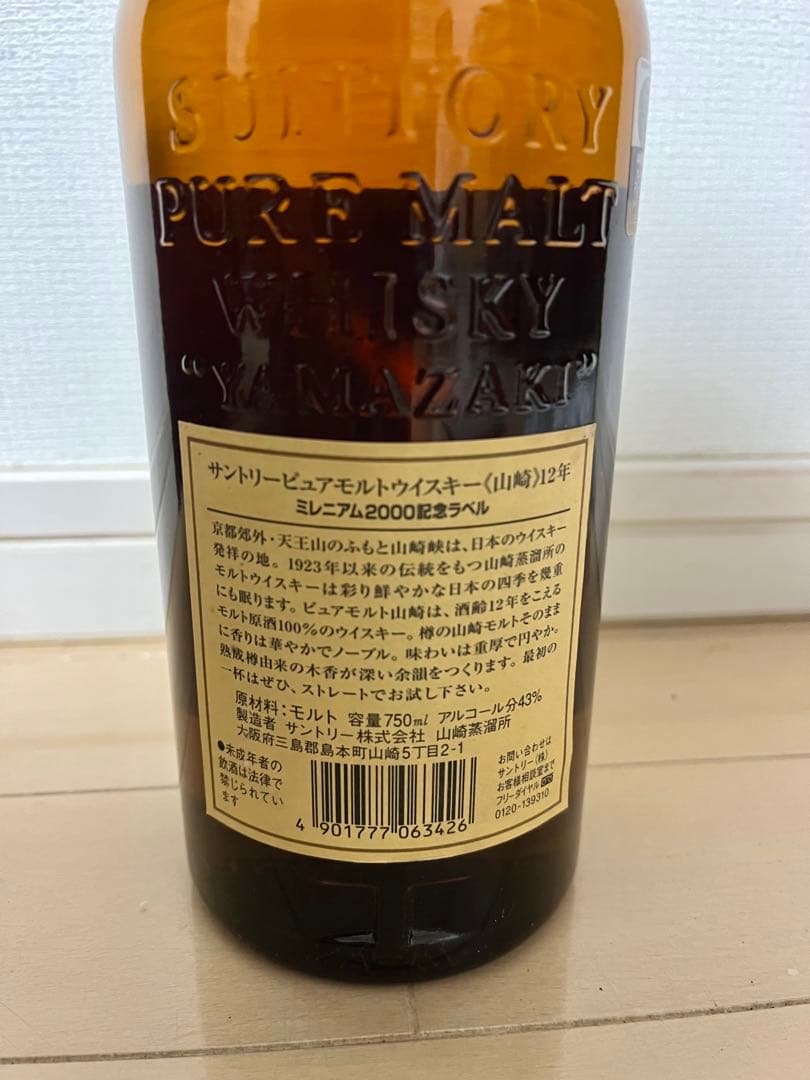 SUNTORY
PURE MALT
WHISKY
"YAMAZAKI"
サントリーピュアモルトウイスキー《山崎》12年
ミレニアム2000記念ラベル
京都郊外・天王山のふもと山崎峡は、日本のウイスキー
発祥の地。1923年以来の伝統をもつ山崎蒸溜所の
モルトウイスキーは彩り鮮やかな日本の四季を幾重
にも眠ります。ピュアモルト山崎は、酒齢12年をこえる
モルト原酒100%のウイスキー。樽の山崎モルトそのまま
に香りは華やかでノーブル。味わいは重厚で円やか。
熟成樽由来の木香が深い余韻をつくります。最初の
一杯はぜひ、ストレートでお試し下さい。
原材料:モルト 容量750ml アルコール分43%
製造者 サントリー株式会社 山崎蒸溜所
大阪府三島郡島本町山崎5丁目2-1
●未成年者の
飲酒は法律で
禁じられてい
ます
4 901777 063426
お問い合わせは
サントリー(株)
お客様相談室まで
フリーダイヤル
0120-139310